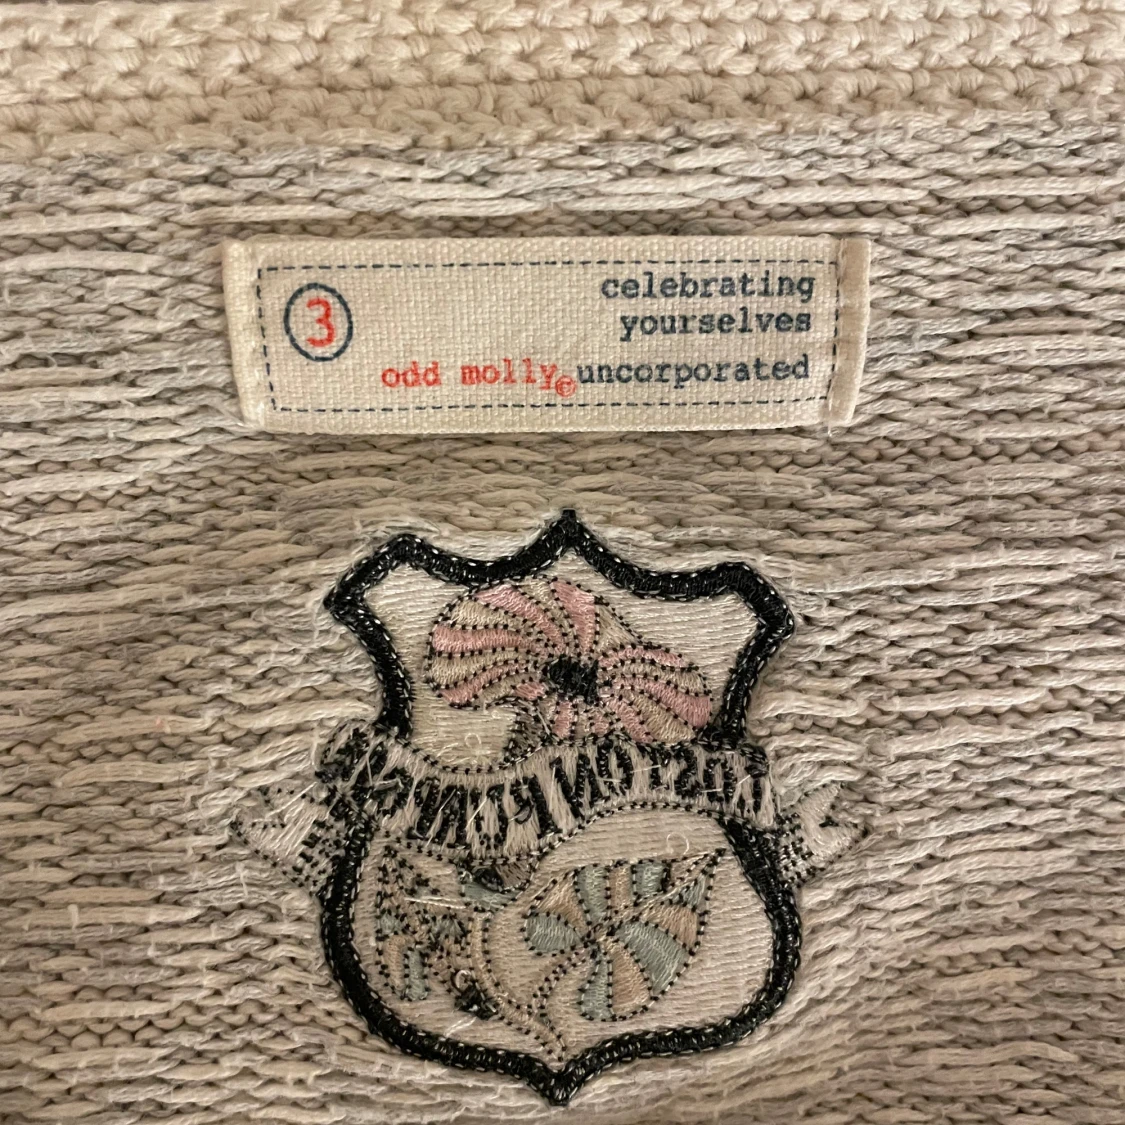 3
celebrating
yourselves
odd molly©uncorporated